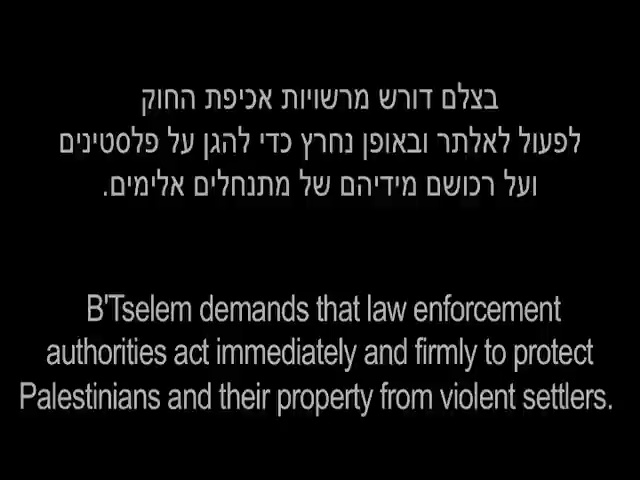 בצלם דורש מרשויות אכיפת החוק
לפעול לאלתר ובאופן נחרץ כדי להגן על פלסטינים
ועל רכושם מידיהם של מתנחלים אלימים.
B'Tselem demands that law enforcement
authorities act immediately and firmly to protect
Palestinians and their property from violent settlers.